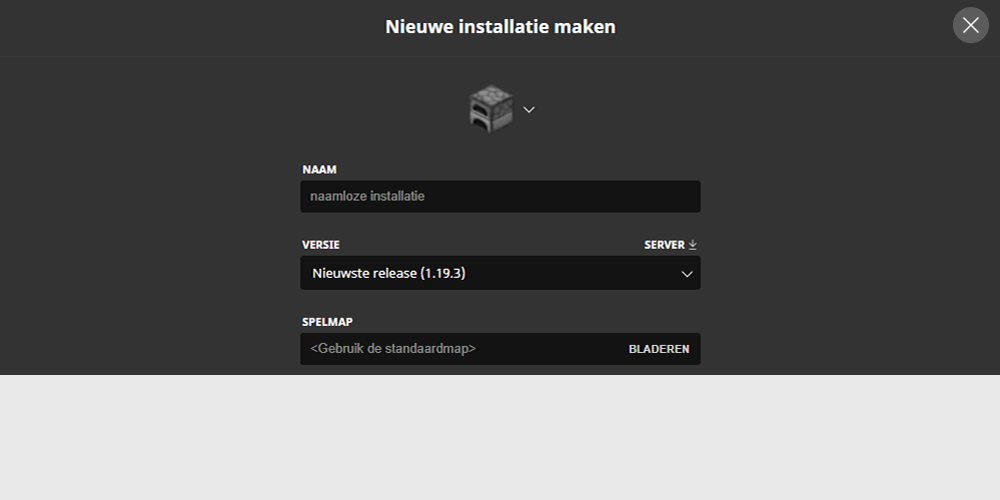 Nieuwe installatie maken
NAAM
naamloze installatie
VERSIE
SERVER
Nieuwste release (1.19.3)
SPELMAP
<Gebruik de standaardmap>
BLADEREN